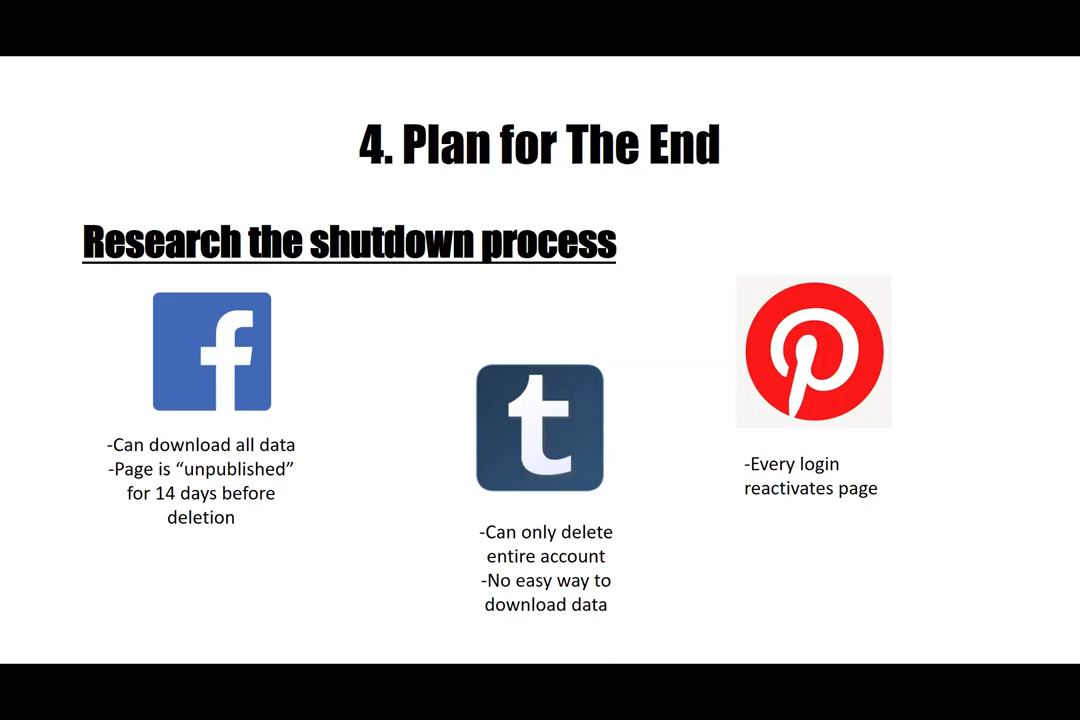 4. Plan for The End
Research the shutdown process
-Can download all data
-Page is “unpublished”
for 14 days before
deletion
-Can only delete
entire account
-No easy way to
download data
-Every login
reactivates page